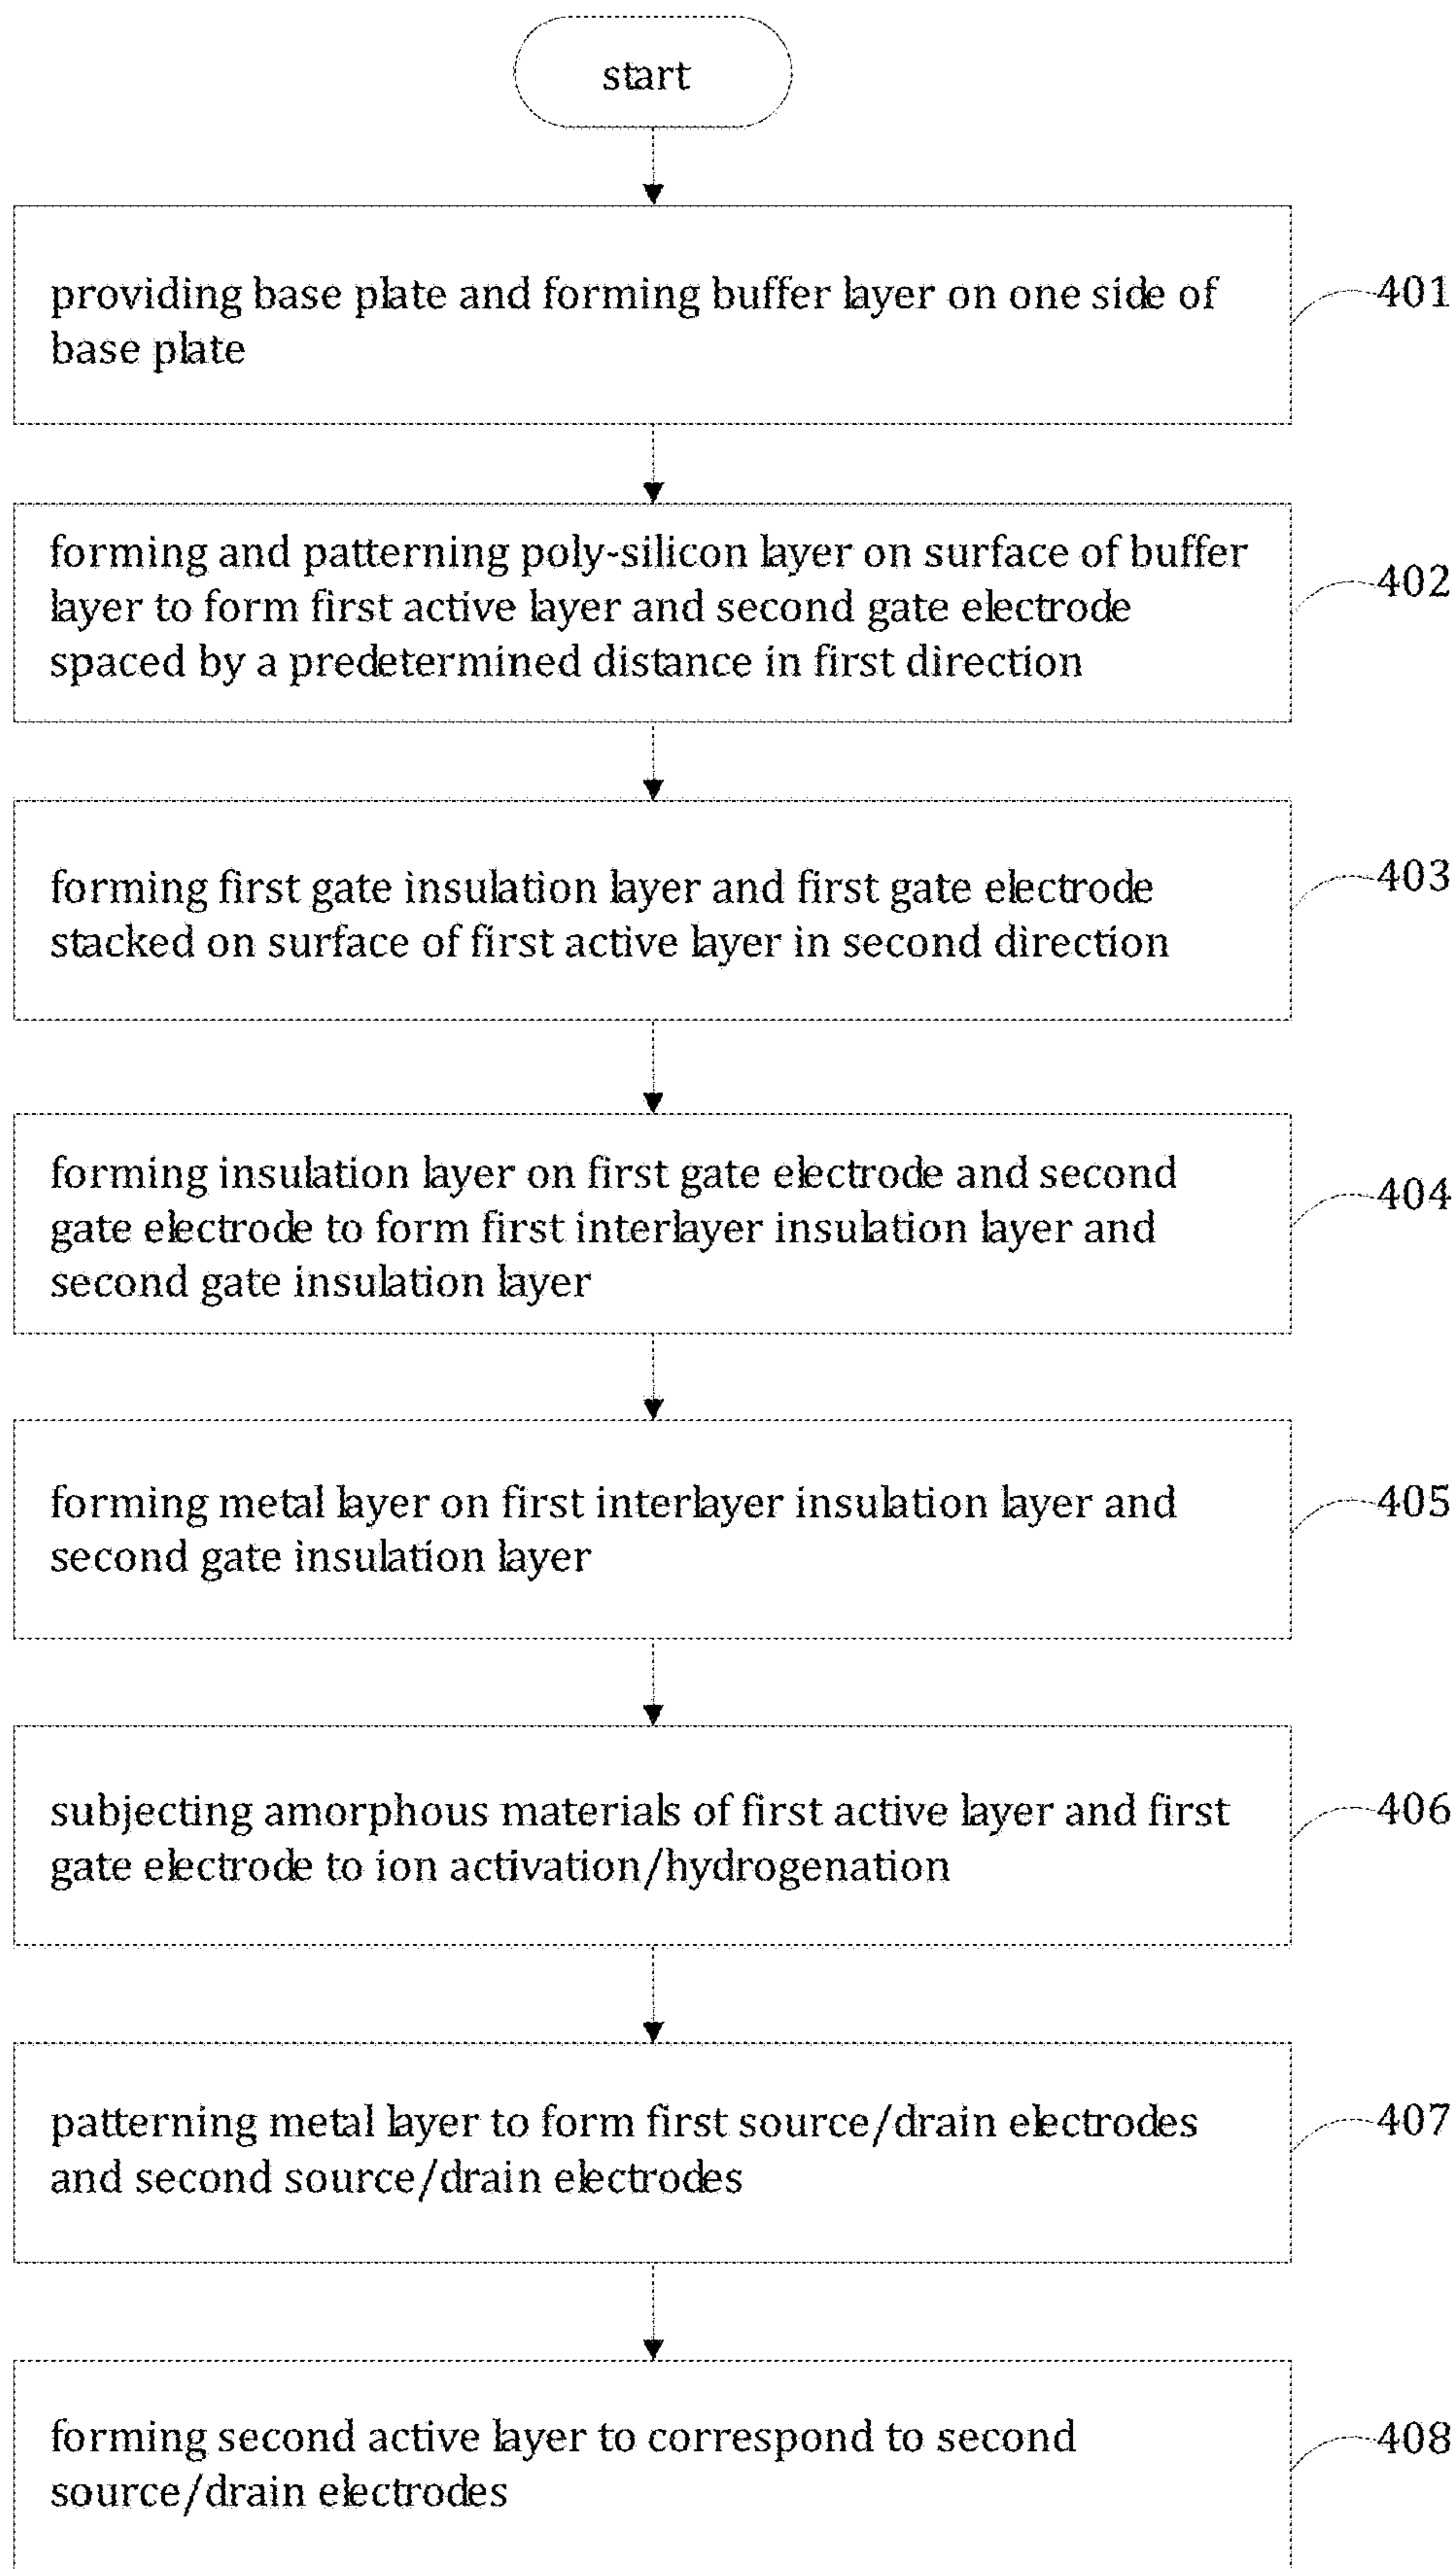 start
providing base plate and forming buffer layer on one side of
base plate
401
forming and patterning poly-silicon layer on surface of buffer
layer to form first active layer and second gate electrode
spaced by a predetermined distance in first direction
402
forming first gate insulation layer and first gate electrode
stacked on surface of first active layer in second direction
403
forming insulation layer on first gate electrode and second
gate electrode to form first interlayer insulation layer and
second gate insulation layer
404
forming metal layer on first interlayer insulation layer and
second gate insulation layer
405
subjecting amorphous materials of first active layer and first
gate electrode to ion activation/hydrogenation
406
patterning metal layer to form first source/drain electrodes
and second source/drain electrodes
407
forming second active layer to correspond to second
source/drain electrodes
408